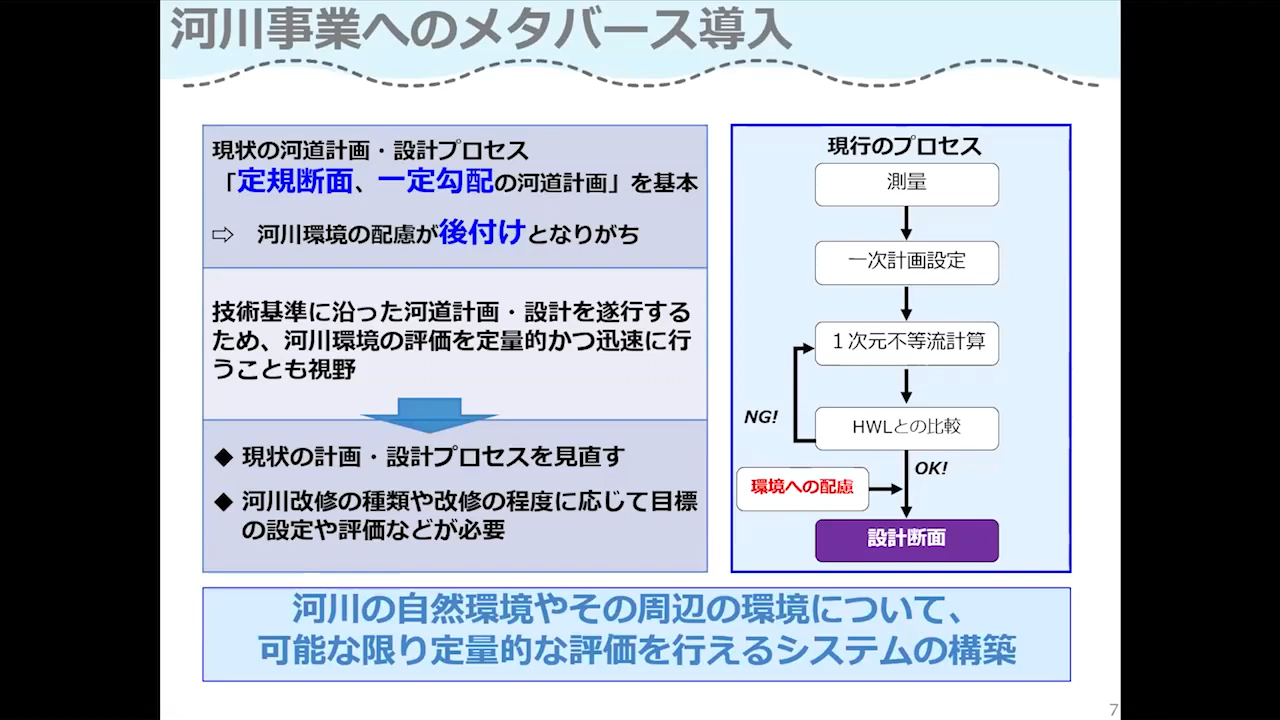 河川事業へのメタバース導入
現状の河道計画・設計プロセス
「定規断面、一定勾配の河道計画」を基本
⇨ 河川環境の配慮が後付けとなりがち
技術基準に沿った河道計画・設計を遂行する
ため、河川環境の評価を定量的かつ迅速に行
うことも視野
◆ 現状の計画・設計プロセスを見直す
◆ 河川改修の種類や改修の程度に応じて目標
の設定や評価などが必要
現行のプロセス
測量
一次計画設定
１次元不等流計算
NG!
HWLとの比較
OK!
環境への配慮
設計断面
河川の自然環境やその周辺の環境について、
可能な限り定量的な評価を行えるシステムの構築
7